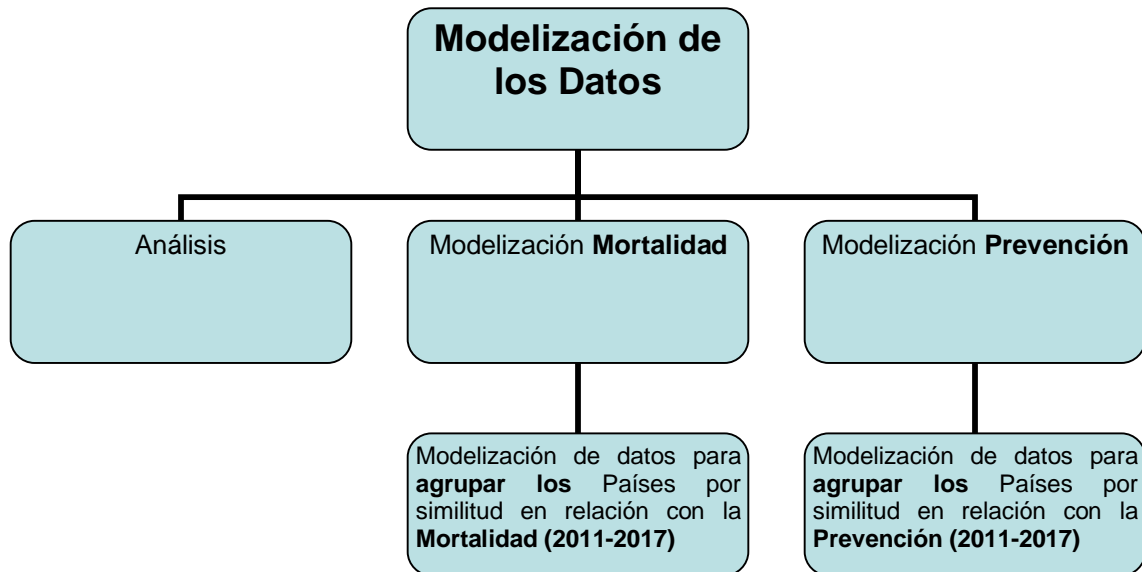 Modelización de
los Datos
Análisis
Modelización Mortalidad
Modelización Prevención
Modelización de datos para
agrupar los Países por
similitud en relación con la
Mortalidad (2011-2017)
Modelización de datos para
agrupar los Países por
similitud en relación con la
Prevención (2011-2017)